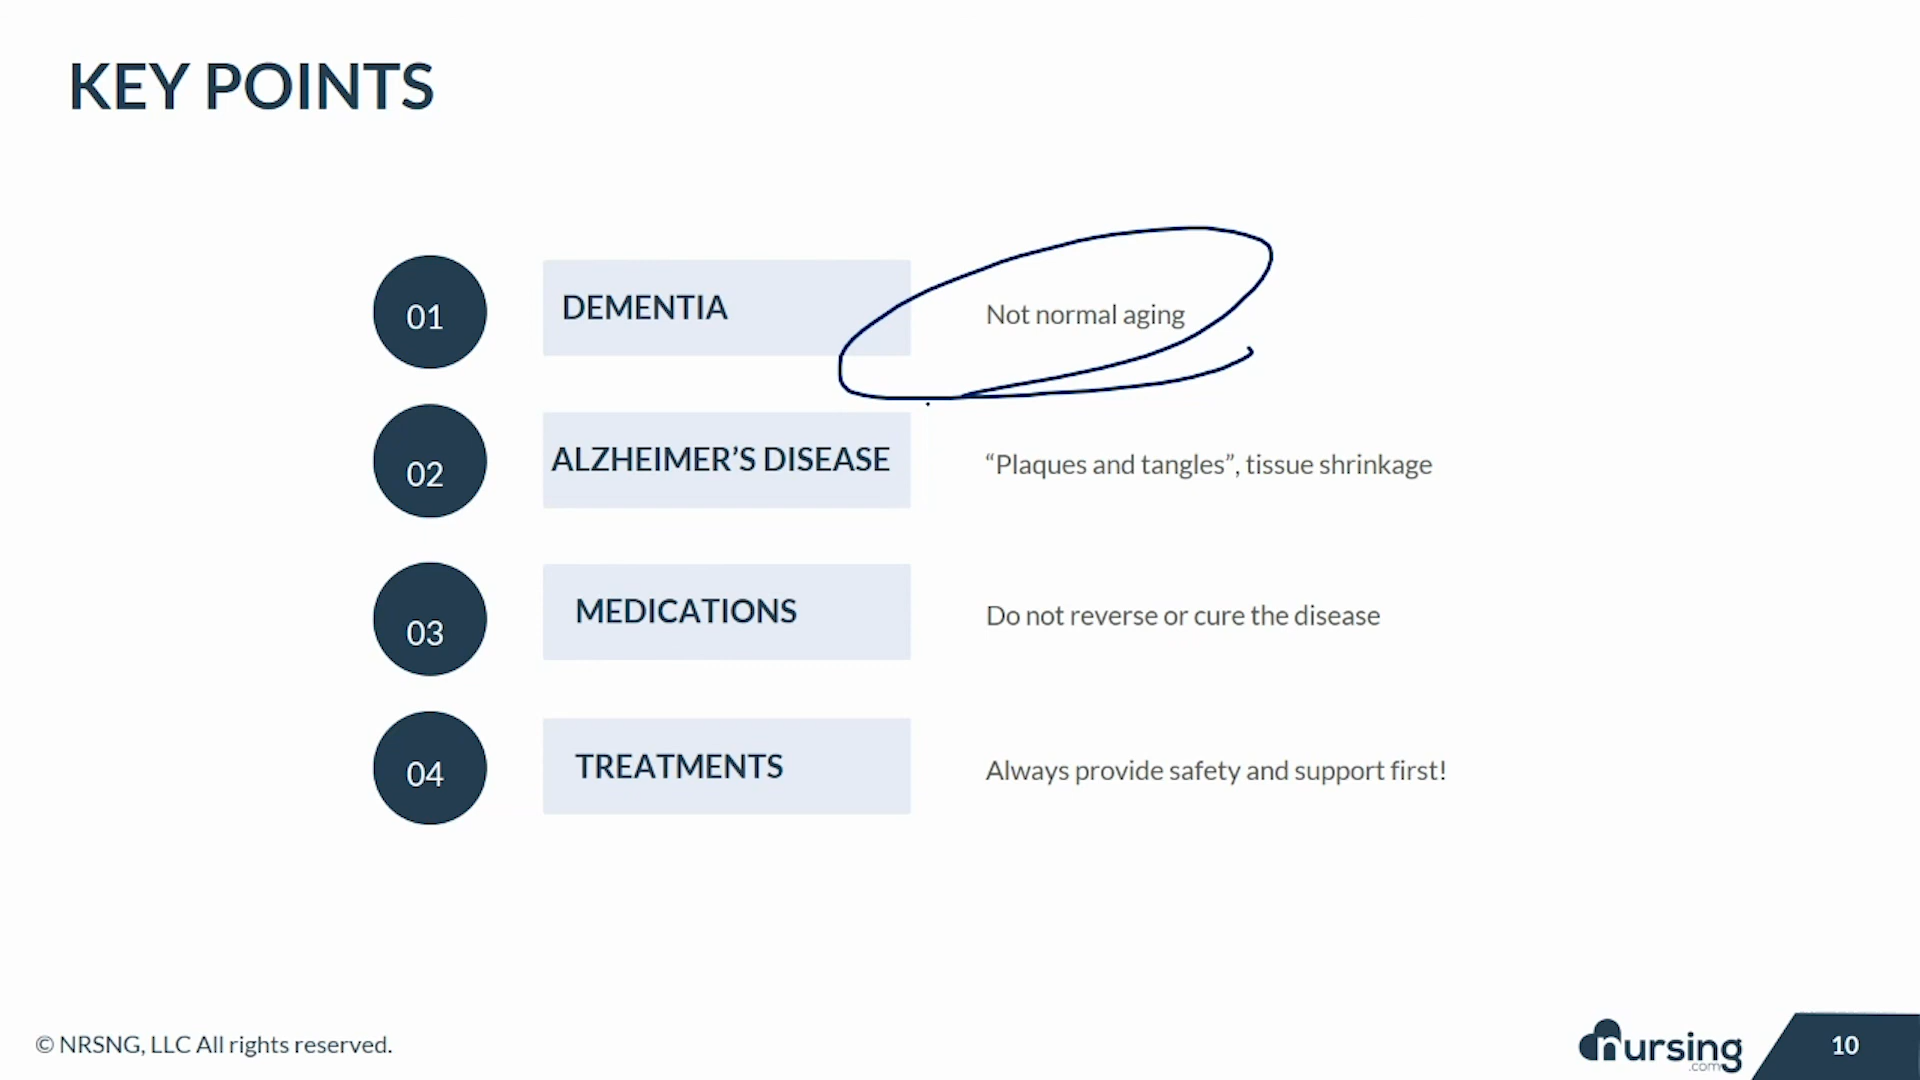 KEY POINTS
01 DEMENTIA Not normal aging
02 ALZHEIMER’S DISEASE “Plaques and tangles”, tissue shrinkage
03 MEDICATIONS Do not reverse or cure the disease
04 TREATMENTS Always provide safety and support first!
© NRSNG, LLC All rights reserved.
nursing
.com
10